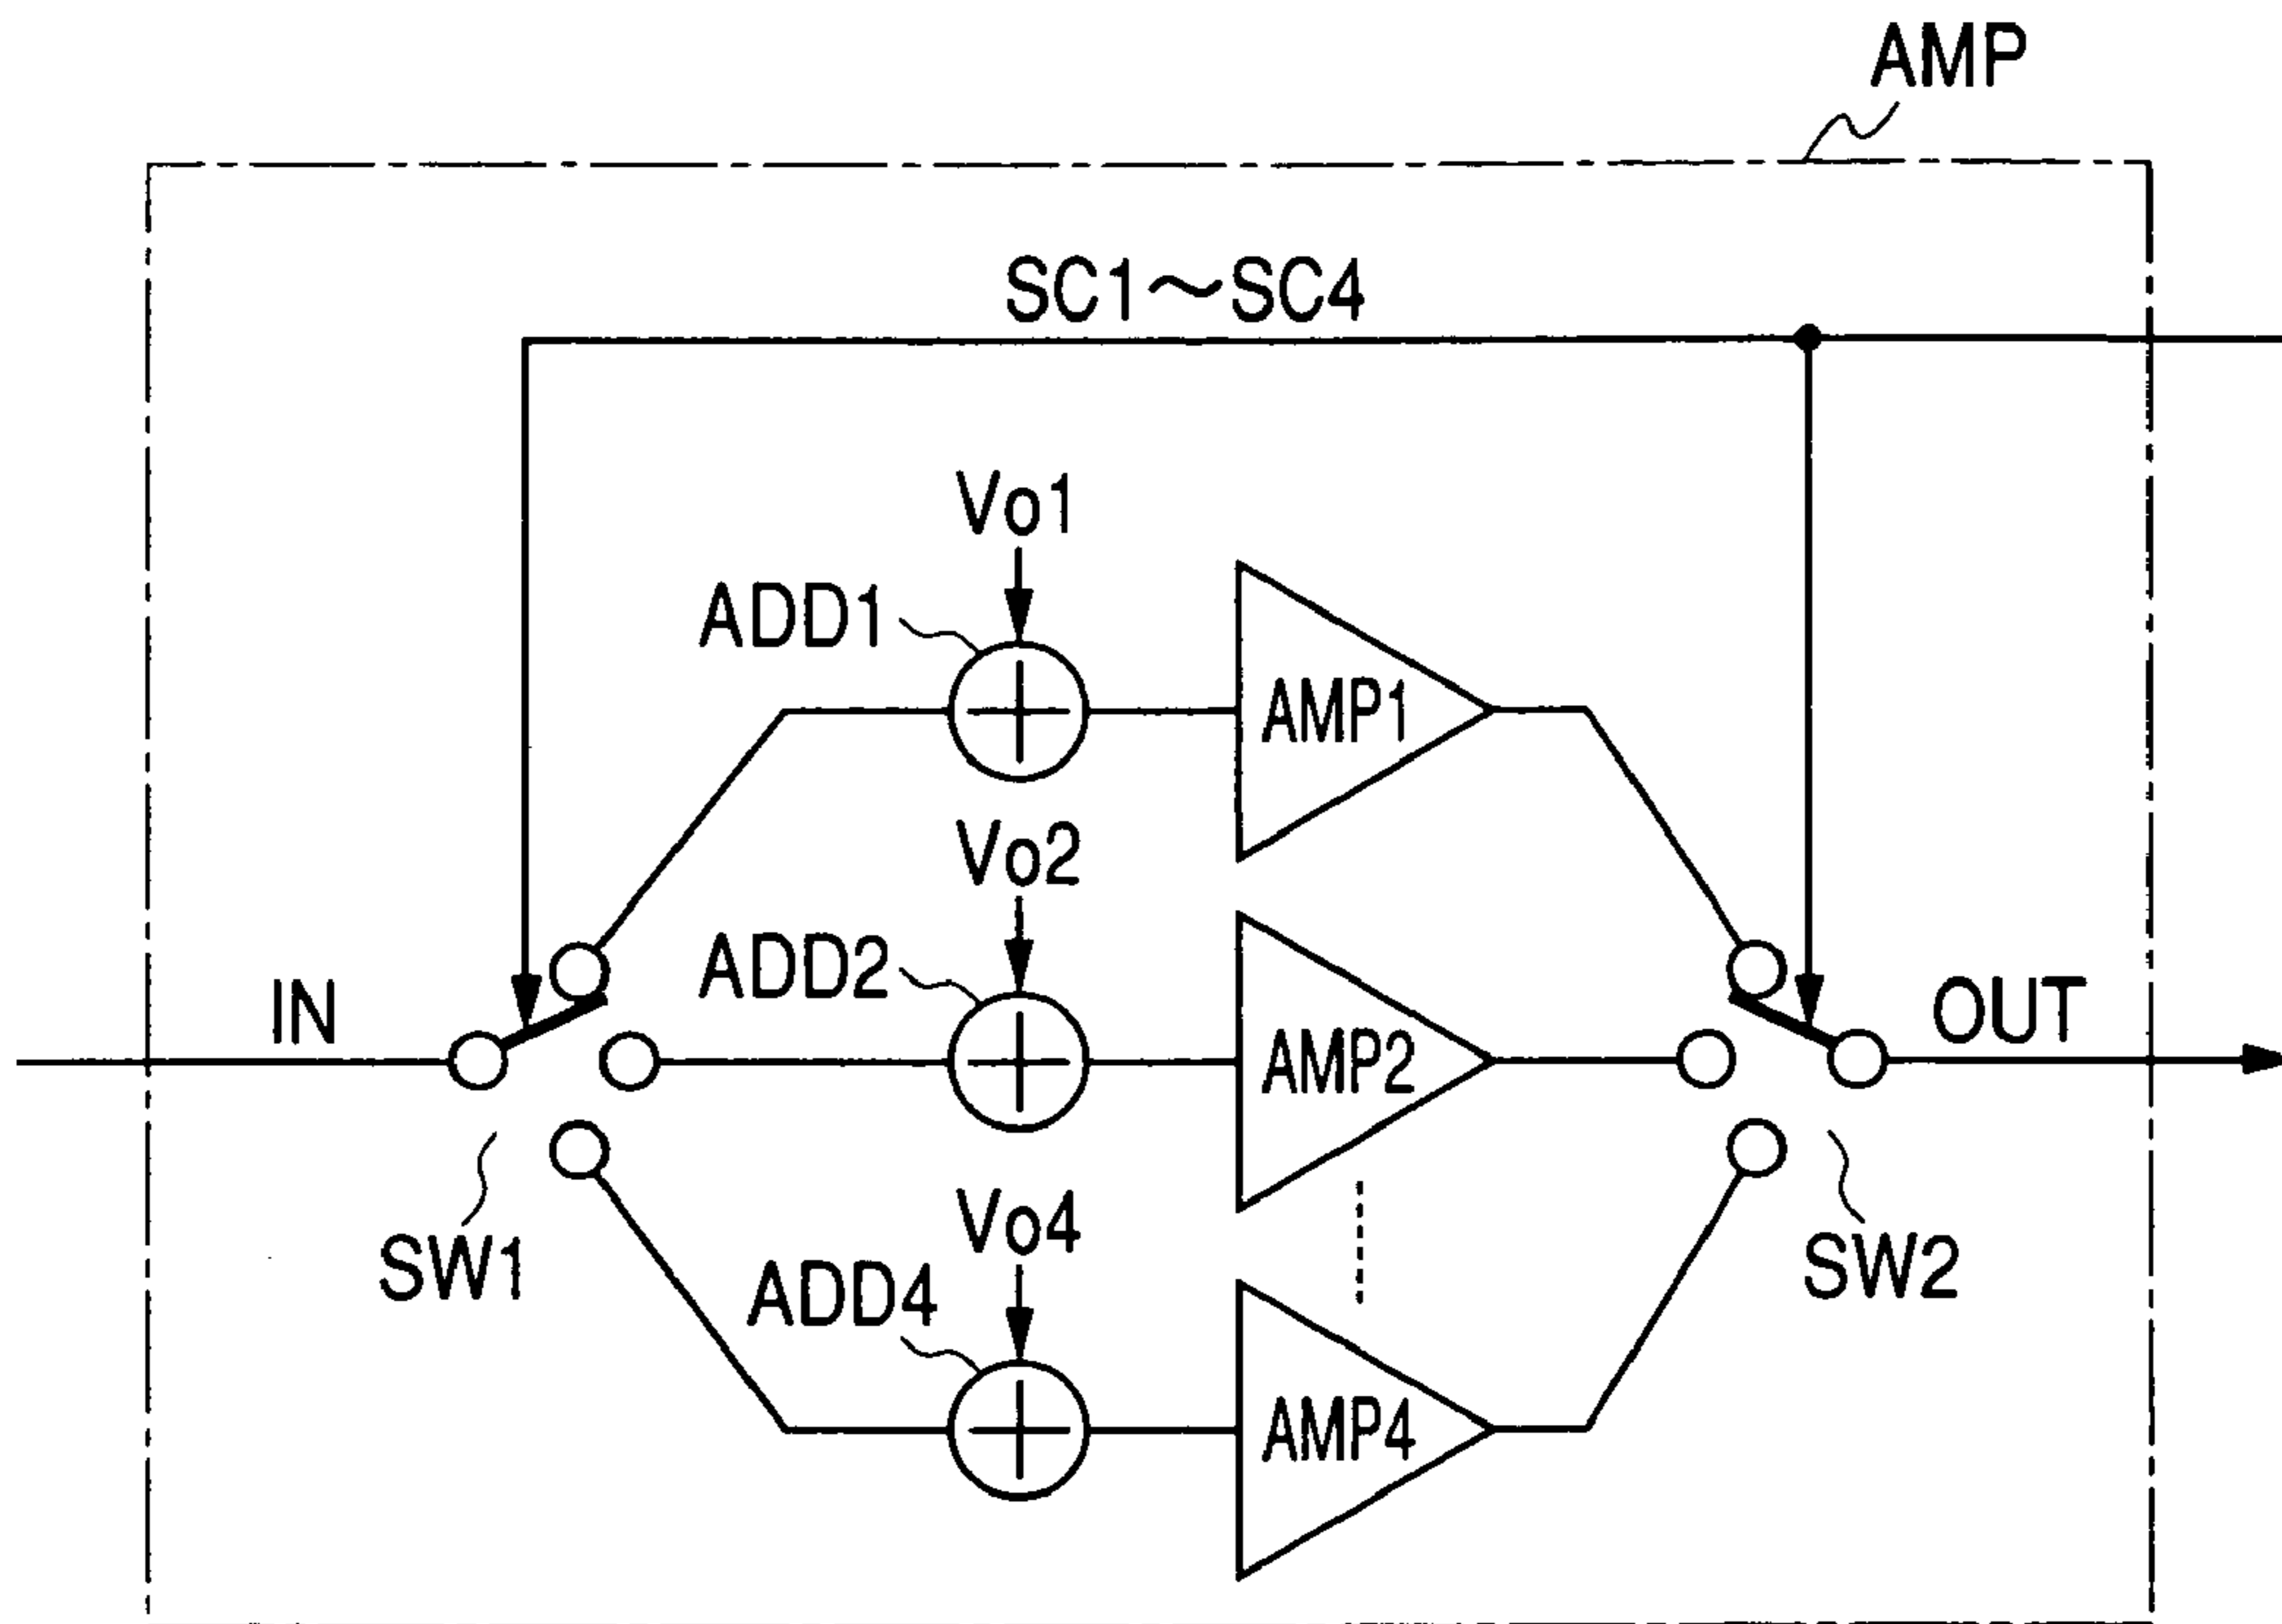 AMP
SC1～SC4
Vo1
ADD1
AMP1
Vo2
ADD2
IN
OUT
AMP2
Vo4
SW1
SW2
ADD4
AMP4